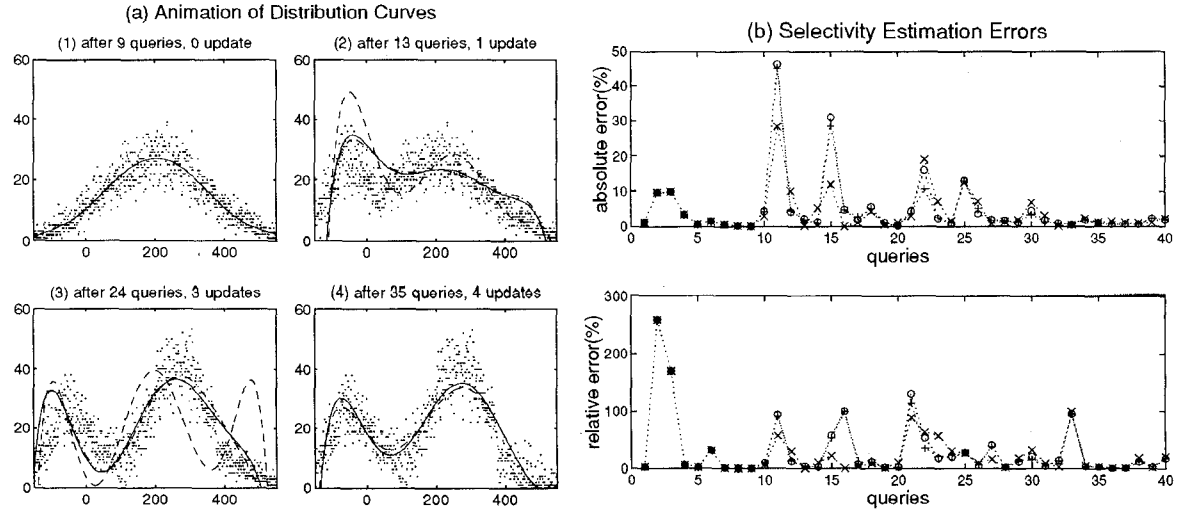 (a) Animation of Distribution Curves
(1) after 9 queries, 0 update
60
40
20
0
0 200 400
(2) after 13 queries, 1 update
60
40
20
0
0 200 400
(3) after 24 queries, 3 updates
60
40
20
0
0 200 400
(4) after 35 queries, 4 updates
60
40
20
0
0 200 400
(b) Selectivity Estimation Errors
absolute error(%)
50
40
30
20
10
0
0 5 10 15 20 25 30 35 40
queries
relative error(%)
300
200
100
0
0 5 10 15 20 25 30 35 40
queries